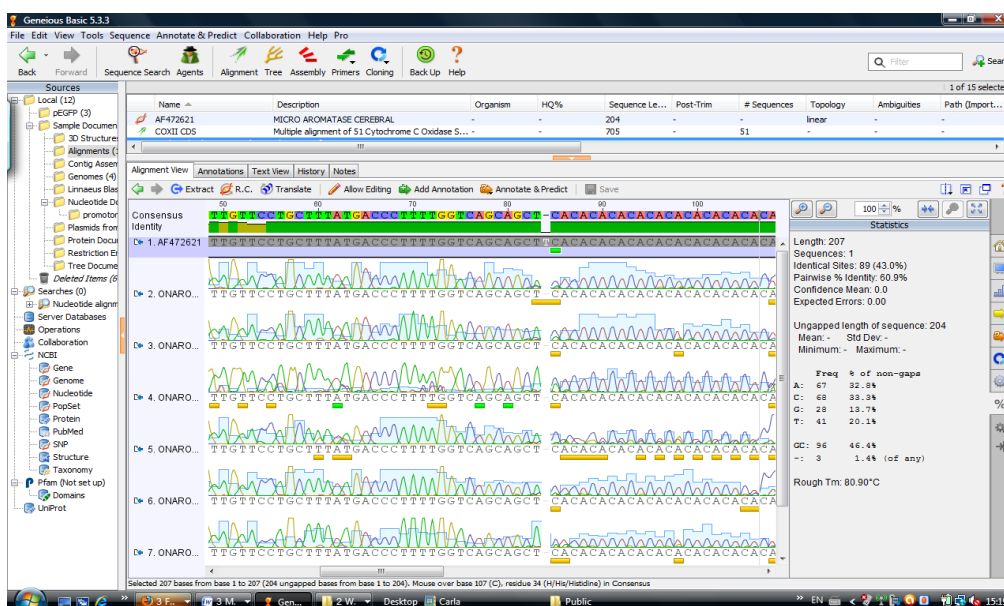 Geneious Basic 5.3.3
File Edit View Tools Sequence Annotate & Predict Collaboration Help Pro
Back Forward Sequence Search Agents Alignment Tree Assembly Primers Cloning Back Up Help
Filter
Sources
1 of 15 selecte
Local (12)
pEGFP (3)
Sample Documen
3D Structure
Alignments (
Contig Assem
Genomes (4)
Linnaeus Blas
Nucleotide Do
promotor
Plasmids from
Protein Docu
Restriction En
Tree Docume
Deleted Items (6
Searches (0)
Nucleotide alignm
Server Databases
Operations
Collaboration
NCBI
Gene
Genome
Nucleotide
PopSet
Protein
PubMed
SNP
Structure
Taxonomy
Pfam (Not set up)
Domains
UniProt
Name Description Organism HQ% Sequence Le... Post-Trim # Sequences Topology Ambiguities Path (Import...
AF472621 MICRO AROMATASE CEREBRAL - - 204 - - linear - -
COXII CDS Multiple alignment of 51 Cytochrome C Oxidase S... - - 705 - 51 - - -
Alignment View Annotations Text View History Notes
Extract R.C. Translate Allow Editing Add Annotation Annotate & Predict Save
50 60 70 80 90 100
Consensus TTGTTCCTGCTTTATGACCCTTTTGGTCAGCAGCT-CACACACACACACACACACACACA
Identity
1. AF472621
2. ONARO...
3. ONARO...
4. ONARO...
5. ONARO...
6. ONARO...
7. ONARO...
100 %
Statistics
Length: 207
Sequences: 1
Identical Sites: 89 (43.0%)
Pairwise % Identity: 60.9%
Confidence Mean: 0.0
Expected Errors: 0.00
Ungapped length of sequence: 204
Mean: - Std Dev: -
Minimum: - Maximum: -
Freq % of non-gaps
A: 67 32.8%
C: 68 33.3%
G: 28 13.7%
T: 41 20.1%
GC: 96 46.4%
-: 3 1.4% (of any)
Rough Tm: 80.90°C
Selected 207 bases from base 1 to 207 (204 ungapped bases from base 1 to 204). Mouse over base 107 (C), residue 34 (H/His/Histidine) in Consensus
3 F... 3 M... Gen... 2 W... Desktop Carla Public EN